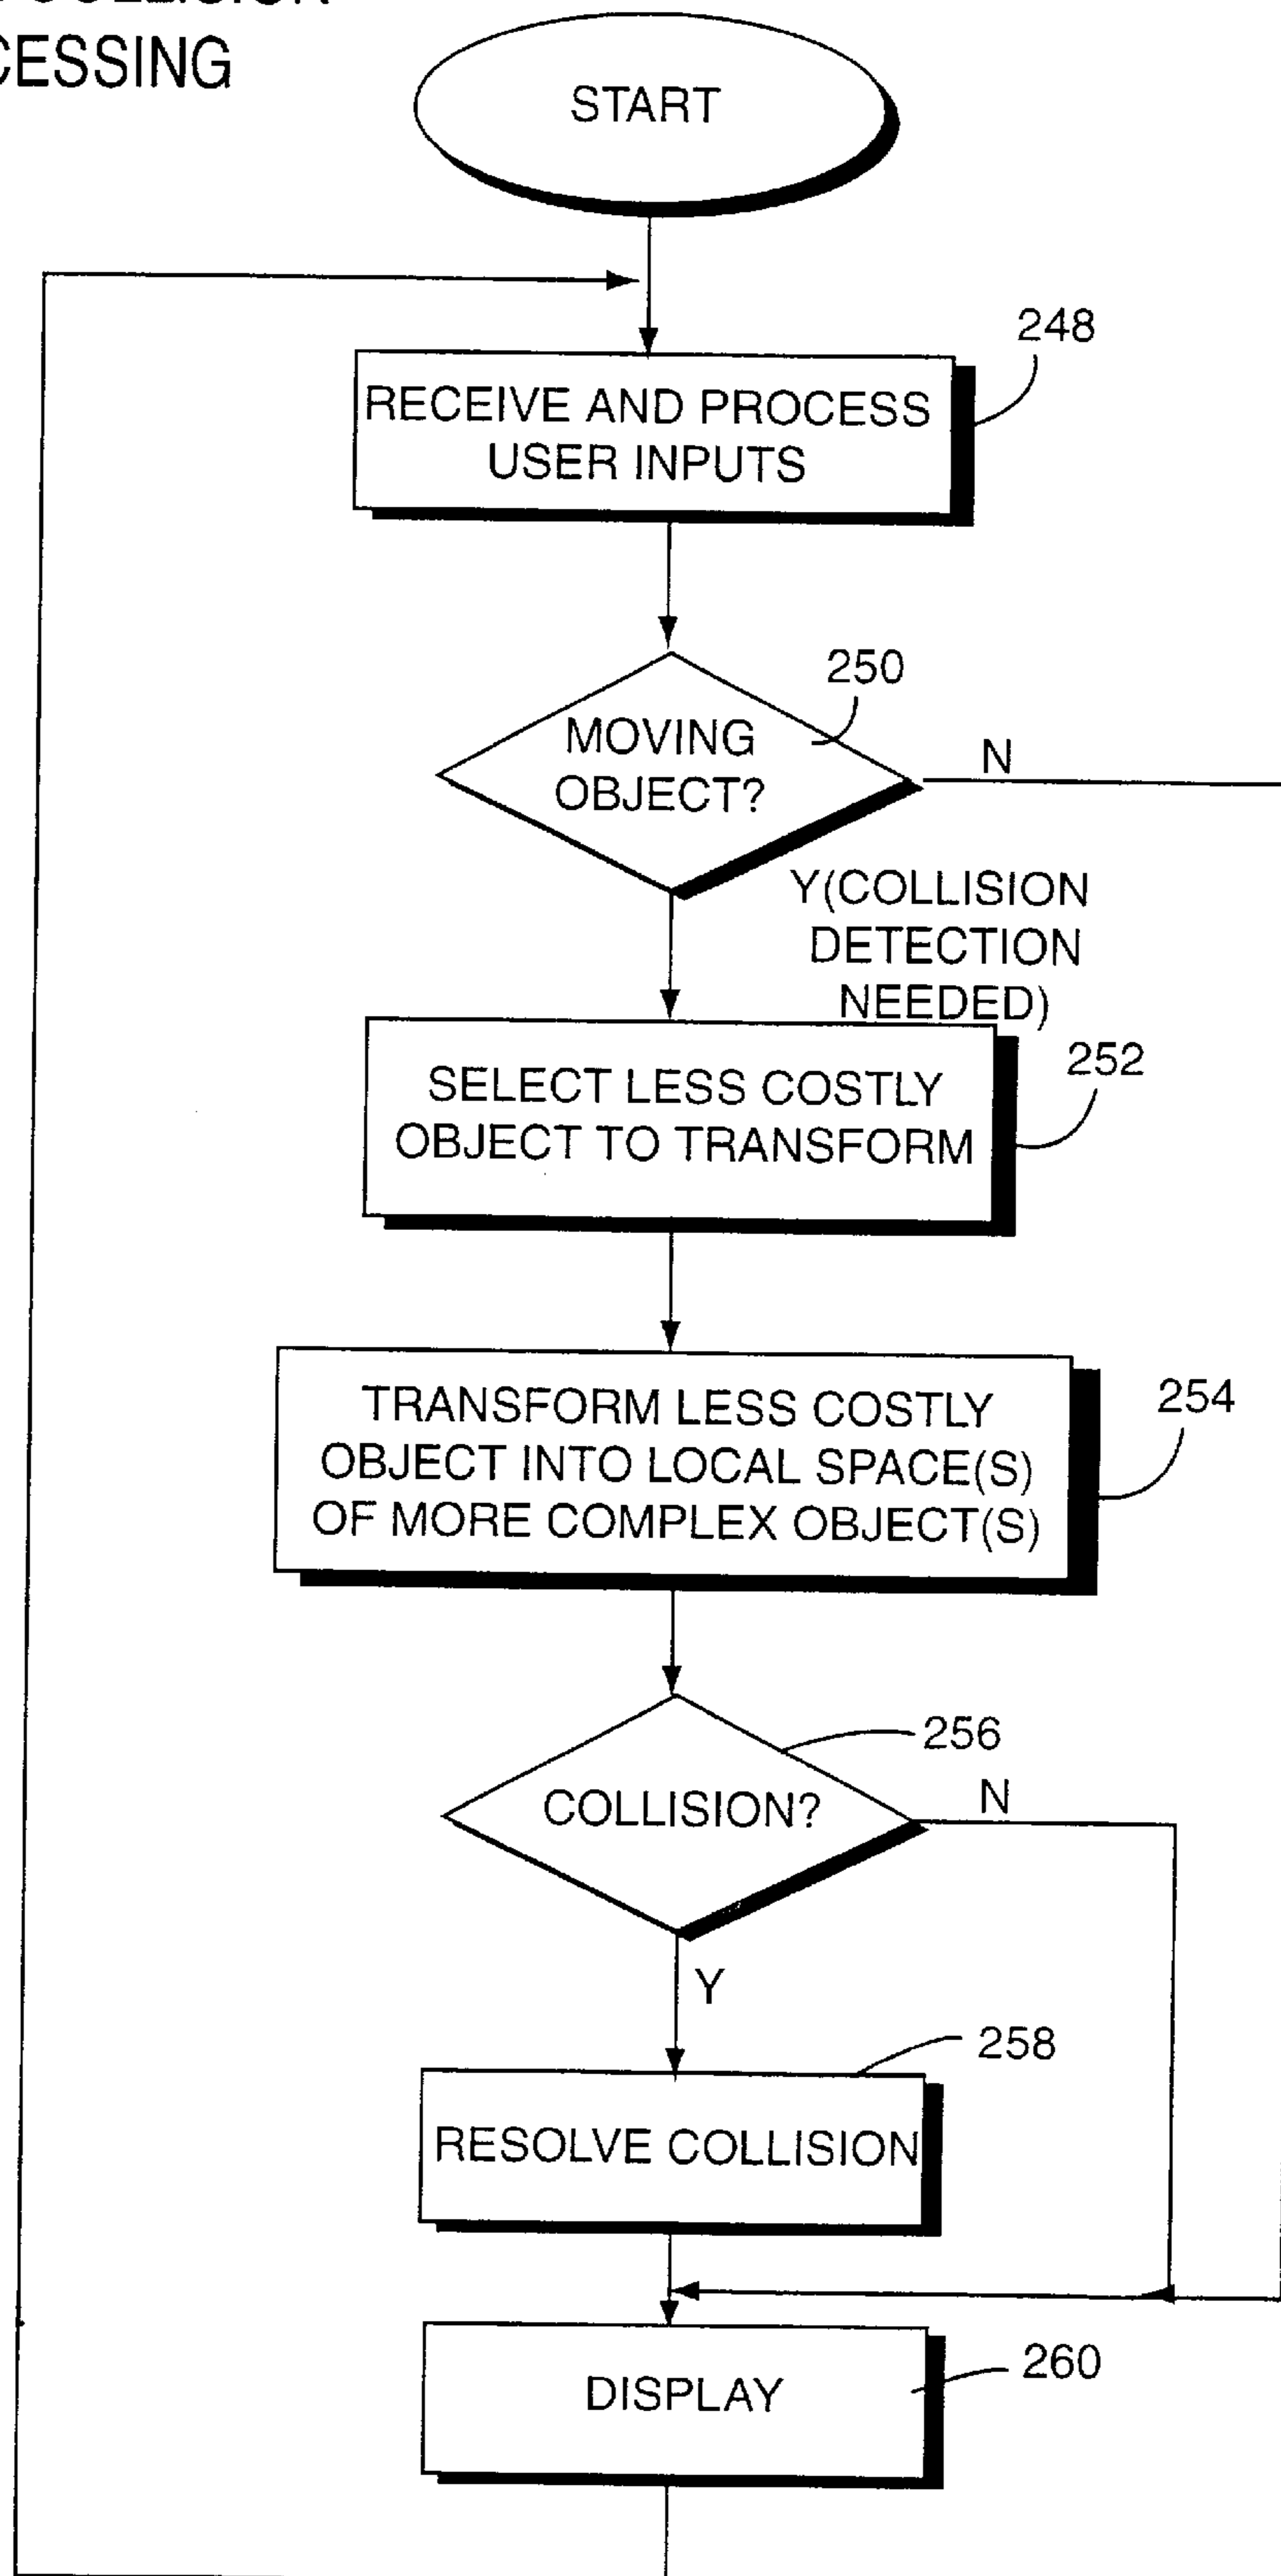 CESSING
START
248
RECEIVE AND PROCESS
USER INPUTS
250
MOVING
OBJECT?
N
Y(COLLISION
DETECTION
NEEDED)
252
SELECT LESS COSTLY
OBJECT TO TRANSFORM
254
TRANSFORM LESS COSTLY
OBJECT INTO LOCAL SPACE(S)
OF MORE COMPLEX OBJECT(S)
256
COLLISION?
N
Y
258
RESOLVE COLLISION
260
DISPLAY